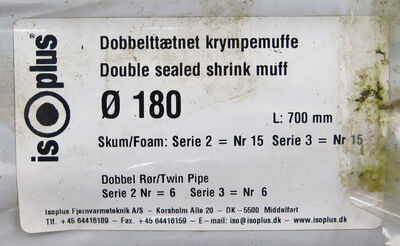 isoplus
Dobbelttætnet krympemuffe
Double sealed shrink muff
Ø 180
L: 700 mm
Skum/Foam: Serie 2 = Nr 15 Serie 3 = Nr 15
Dobbel Rør/Twin Pipe
Serie 2 Nr = 6 Serie 3 = Nr 6
Isoplus Fjernvarmeteknik A/S - Korsholm Alle 20 - DK-5500 Middelfart
Tlf. +45 64416109 - Fax. +45 64416159 - E-mail: iso@isoplus.dk - www.isoplus.dk